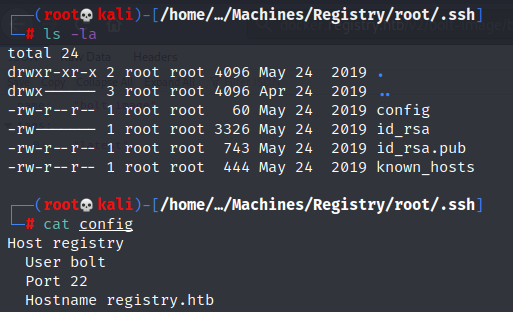 ┌──(root💀kali)-[/home/…/Machines/Registry/root/.ssh]
└─# ls -la
total 24
drwxr-xr-x 2 root root 4096 May 24  2019 .
drwx------ 3 root root 4096 Apr 24  2019 ..
-rw-r--r-- 1 root root   60 May 24  2019 config
-rw------- 1 root root 3326 May 24  2019 id_rsa
-rw-r--r-- 1 root root  743 May 24  2019 id_rsa.pub
-rw-r--r-- 1 root root  444 May 24  2019 known_hosts
┌──(root💀kali)-[/home/…/Machines/Registry/root/.ssh]
└─# cat config
Host registry
  User bolt
  Port 22
  Hostname registry.htb